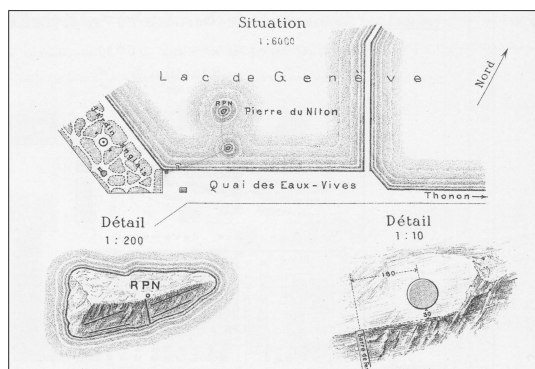 Situation
1:6000
Lac de Genève
Nord
RPN
Pierre du Niton
Jardin anglais
Quai des Eaux-Vives
Thonon
Détail
1:200
RPN
Détail
1:10
180
30